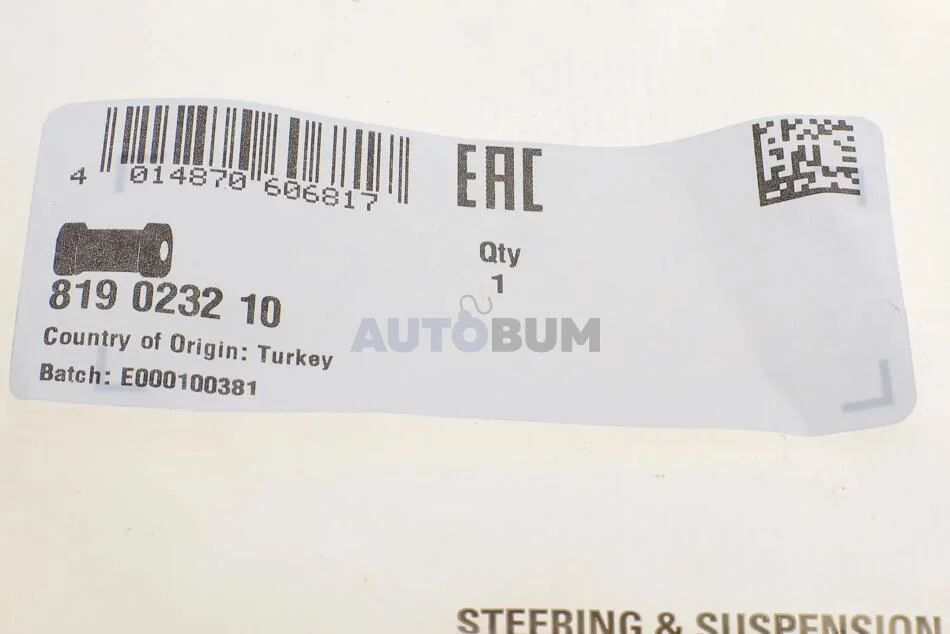 4 014870 606817
EAC
Qty
1
819 0232 10
Country of Origin: Turkey
Batch: E000100381
AUTOBUM
STEERING & SUSPENSION